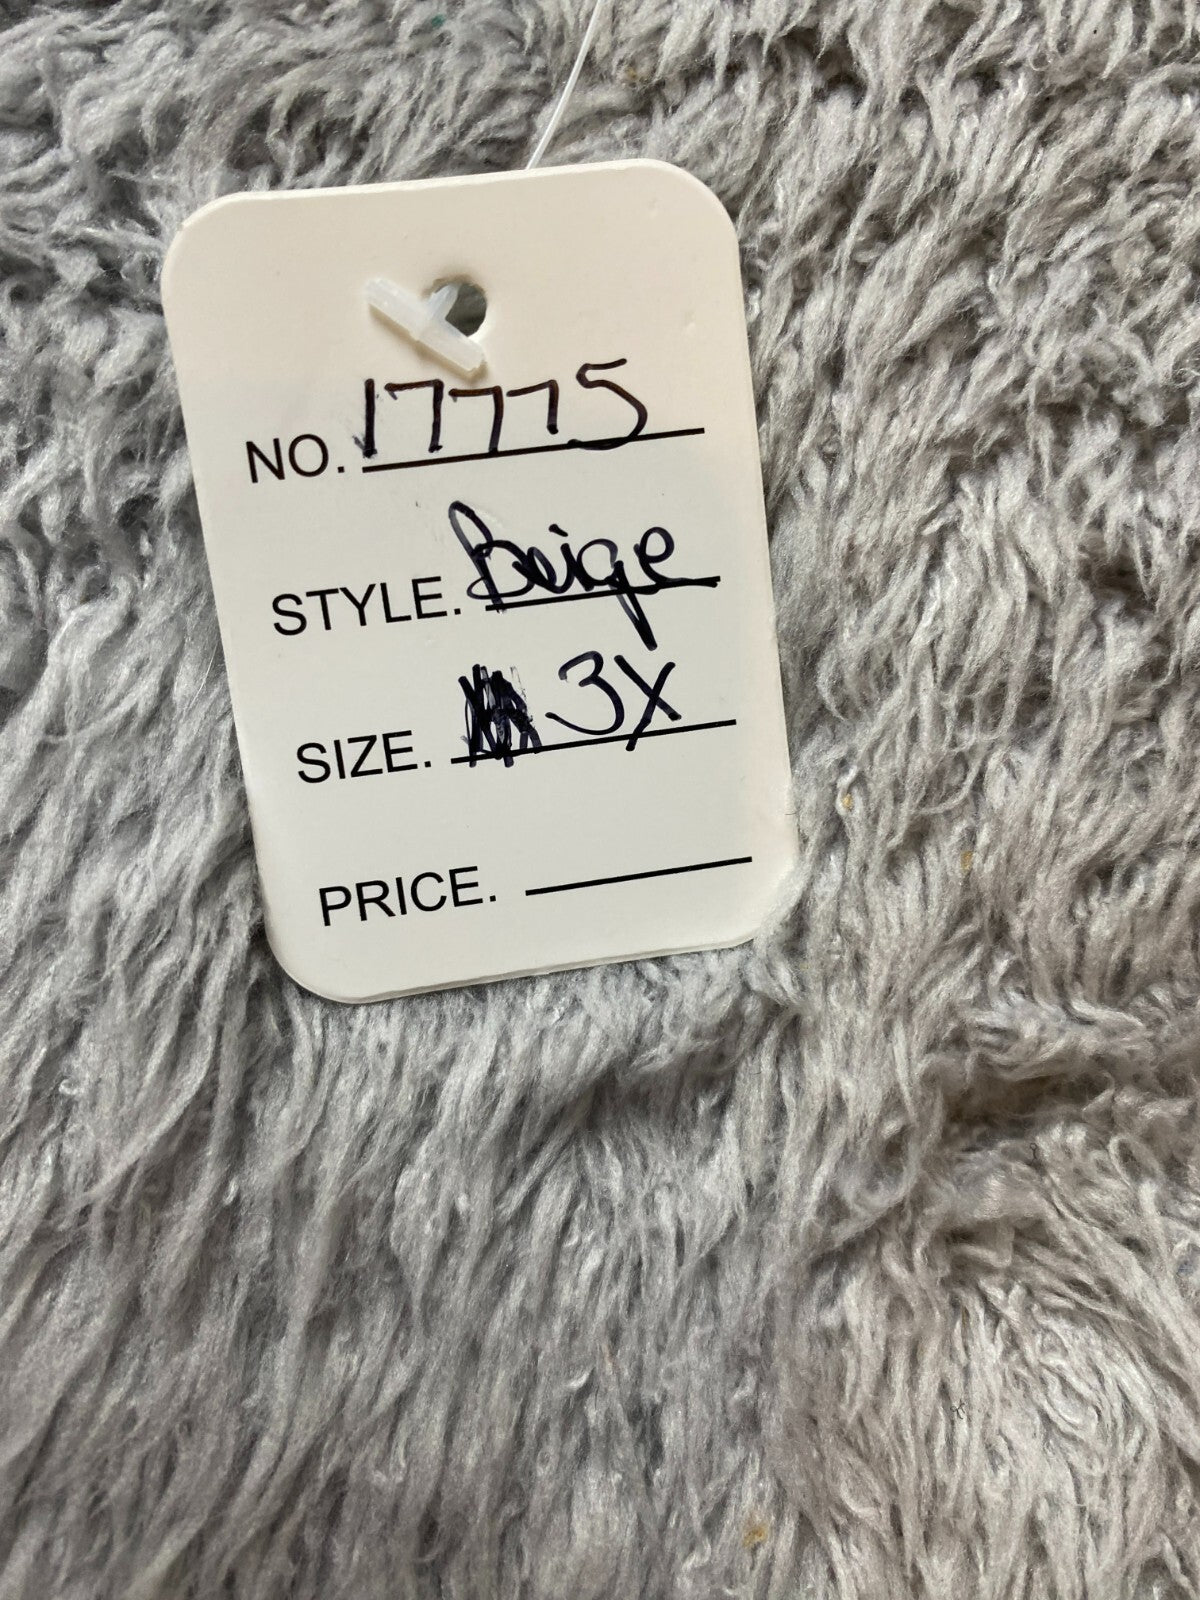 NO. 17775
STYLE. Beige
SIZE. 3X
PRICE.